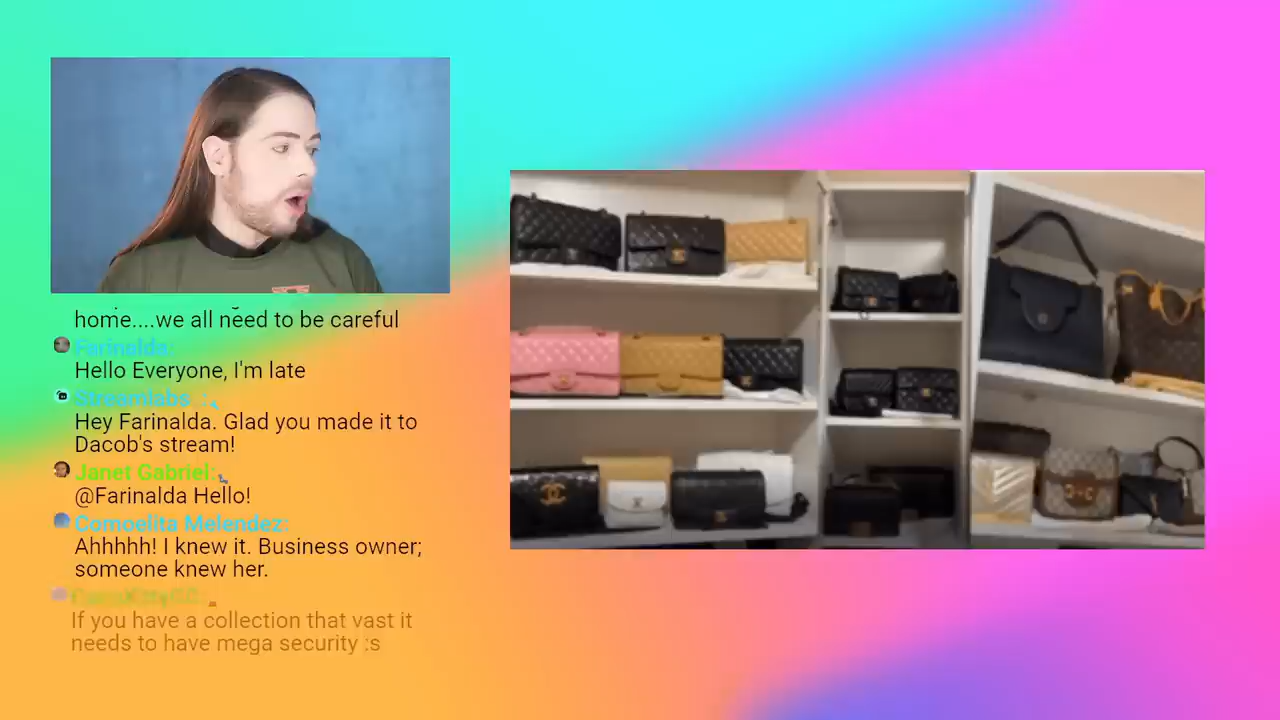 home....we all need to be careful
Farinalda:
Hello Everyone, I'm late
Streamlabs :
Hey Farinalda. Glad you made it to
Dacob's stream!
Janet Gabriel:
@Farinalda Hello!
Comoelita Melendez:
Ahhhhh! I knew it. Business owner;
someone knew her.
If you have a collection that vast it
needs to have mega security :s